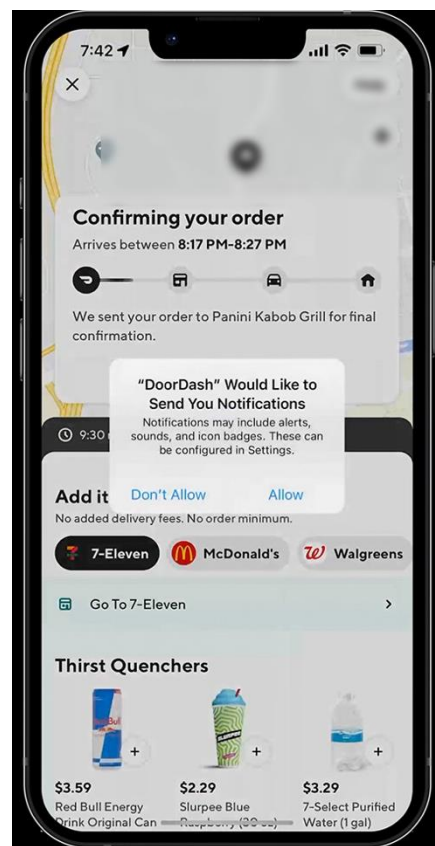 7:42
Confirming your order
Arrives between 8:17 PM-8:27 PM
We sent your order to Panini Kabob Grill for final
confirmation.
"DoorDash" Would Like to
Send You Notifications
Notifications may include alerts,
sounds, and icon badges. These can
be configured in Settings.
Don't Allow
Allow
9:30
Add it
No added delivery fees. No order minimum.
7-Eleven
McDonald's
Walgreens
Go To 7-Eleven
Thirst Quenchers
$3.59
Red Bull Energy
Drink Original Can
$2.29
Slurpee Blue
Raspberry (30 oz)
$3.29
7-Select Purified
Water (1 gal)